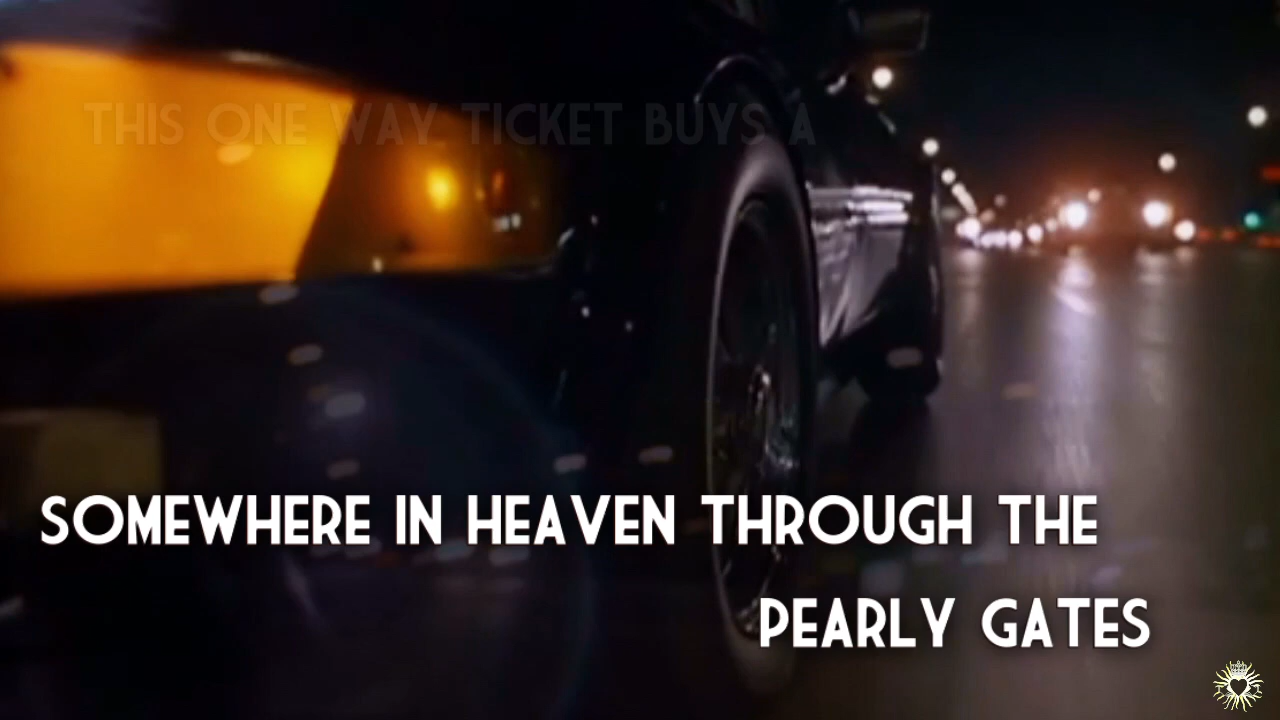 THIS ONE WAY TICKET BUYS A
SOMEWHERE IN HEAVEN THROUGH THE
PEARLY GATES